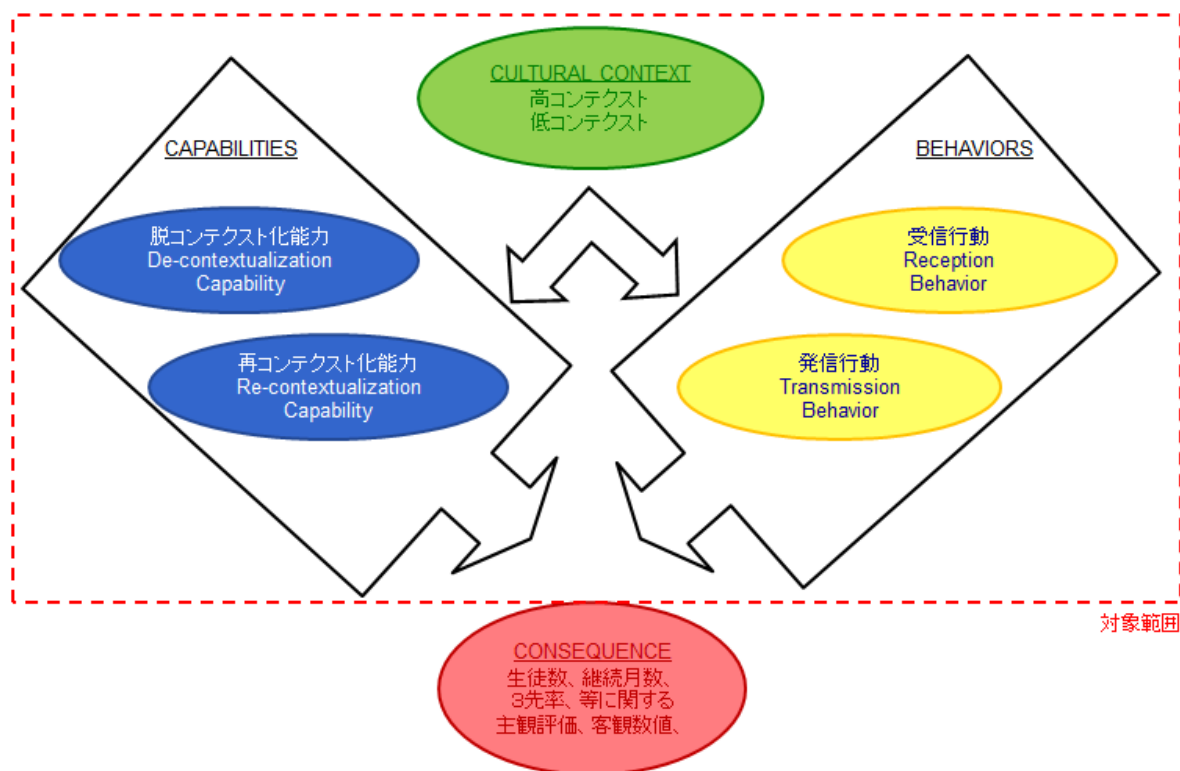 CULTURAL CONTEXT
高コンテクスト
低コンテクスト
CAPABILITIES
脱コンテクスト化能力
De-contextualization
Capability
再コンテクスト化能力
Re-contextualization
Capability
BEHAVIORS
受信行動
Reception
Behavior
発信行動
Transmission
Behavior
対象範囲
CONSEQUENCE
生徒数、継続月数、
3先率、等に関する
主観評価、客観数値、